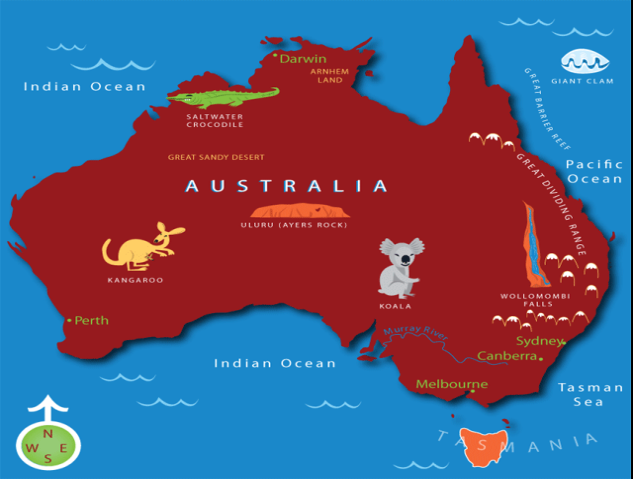 Darwin
ARNHEM
LAND
Indian Ocean
GIANT CLAM
SALTWATER
CROCODILE
GREAT BARRIER REEF
GREAT SANDY DESERT
Pacific
Ocean
GREAT DIVIDING RANGE
AUSTRALIA
ULURU (AYERS ROCK)
KANGAROO
KOALA
WOLLOMOMBI
FALLS
Perth
Murray River
Sydney
Canberra
Indian Ocean
Melbourne
Tasman
Sea
TASMANIA
N
W E
S